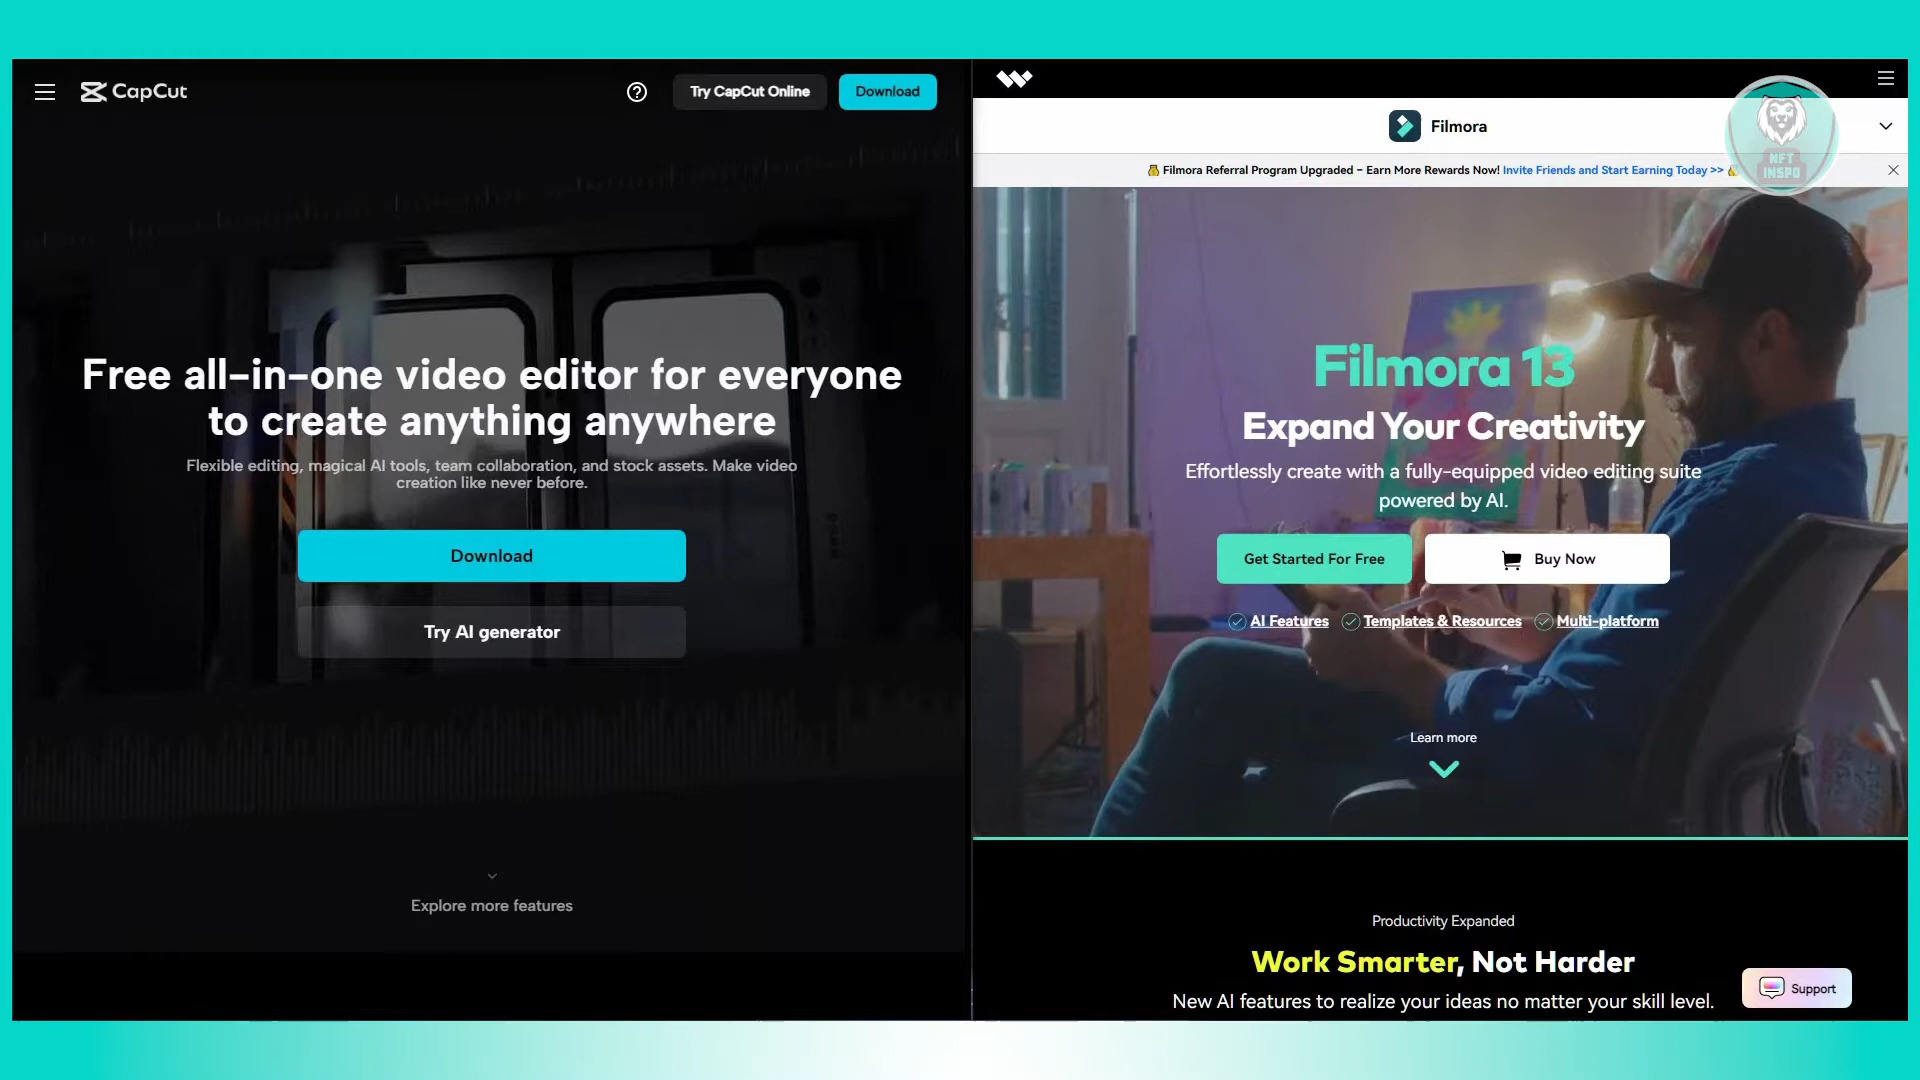 CapCut
Try CapCut Online
Download
Free all-in-one video editor for everyone
to create anything anywhere
Flexible editing, magical AI tools, team collaboration, and stock assets. Make video
creation like never before.
Download
Try AI generator
Explore more features
Filmora
Filmora Referral Program Upgraded – Earn More Rewards Now! Invite Friends and Start Earning Today >>
NFT
INSPO
Filmora 13
Expand Your Creativity
Effortlessly create with a fully-equipped video editing suite
powered by AI.
Get Started For Free
Buy Now
AI Features
Templates & Resources
Multi-platform
Learn more
Productivity Expanded
Work Smarter, Not Harder
New AI features to realize your ideas no matter your skill level.
Support